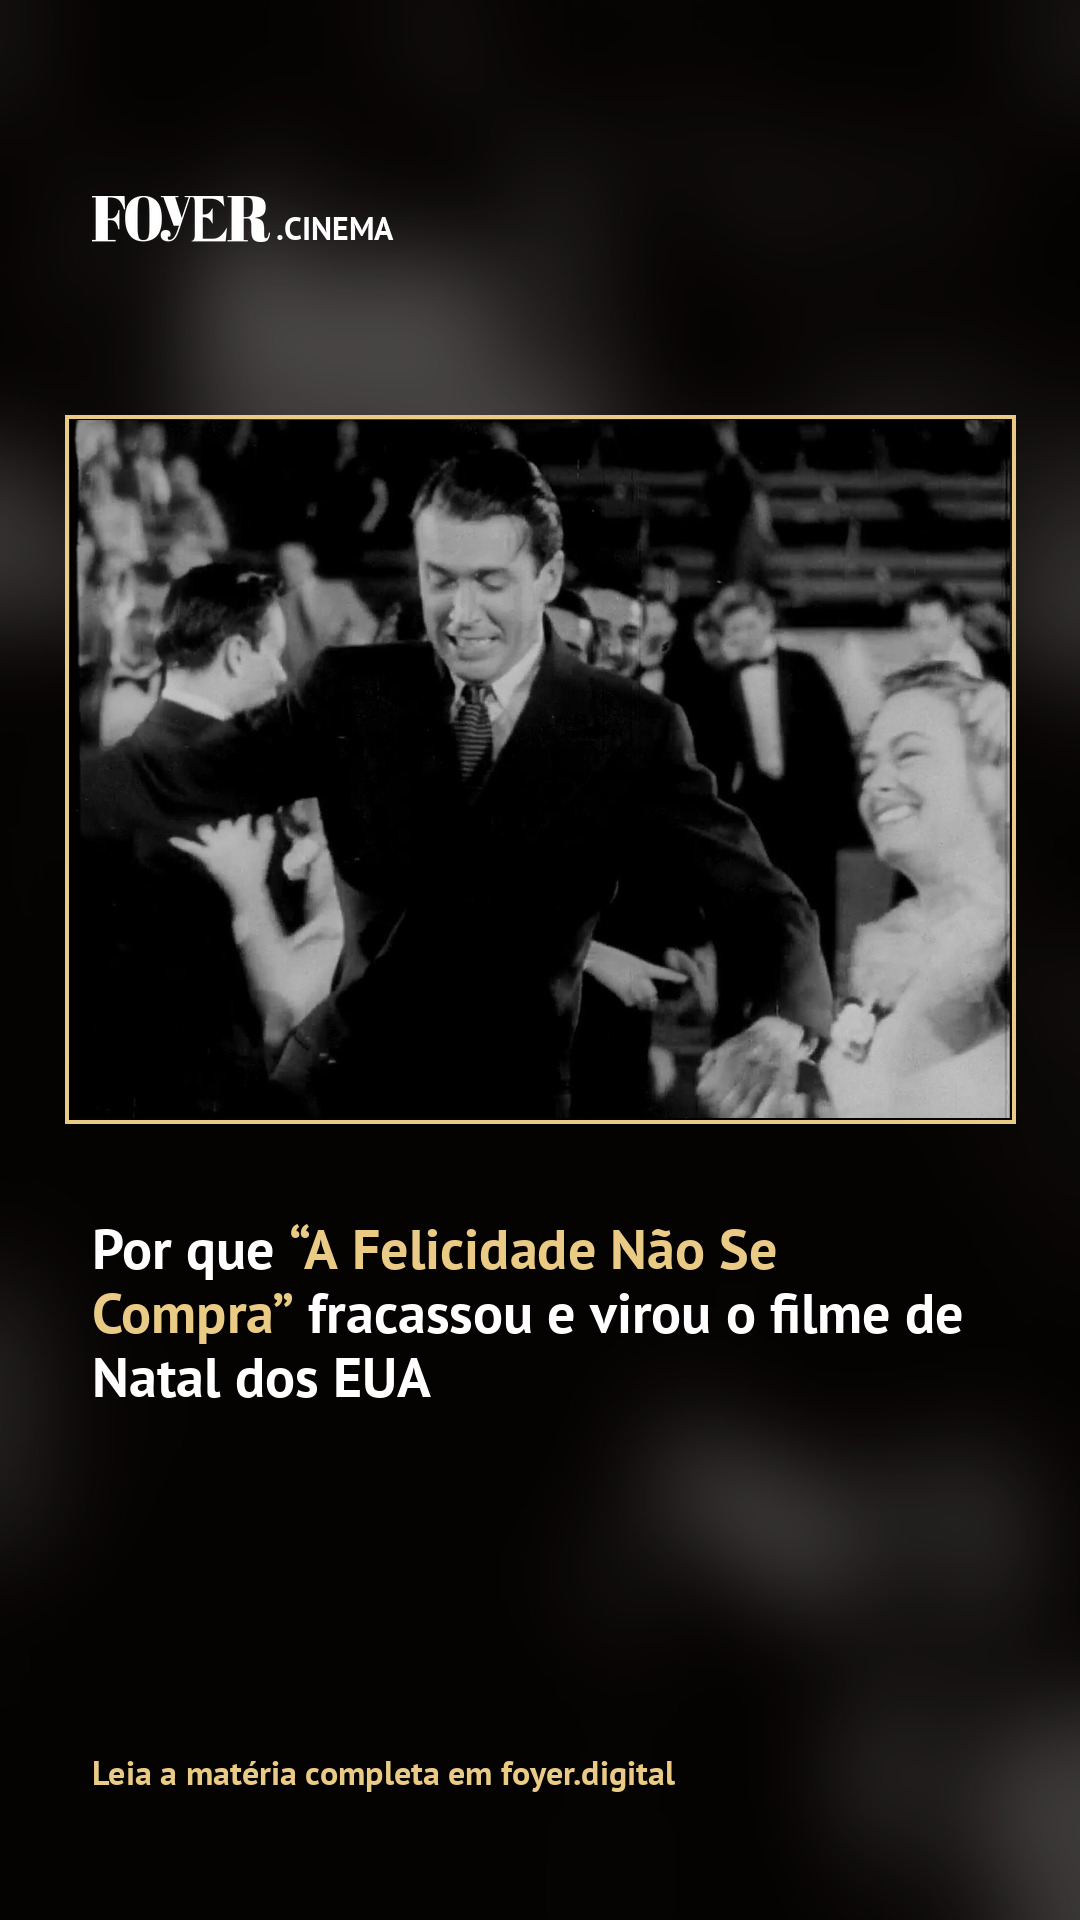 FOYER.CINEMA
Por que “A Felicidade Não Se
Compra” fracassou e virou o filme de
Natal dos EUA
Leia a matéria completa em foyer.digital